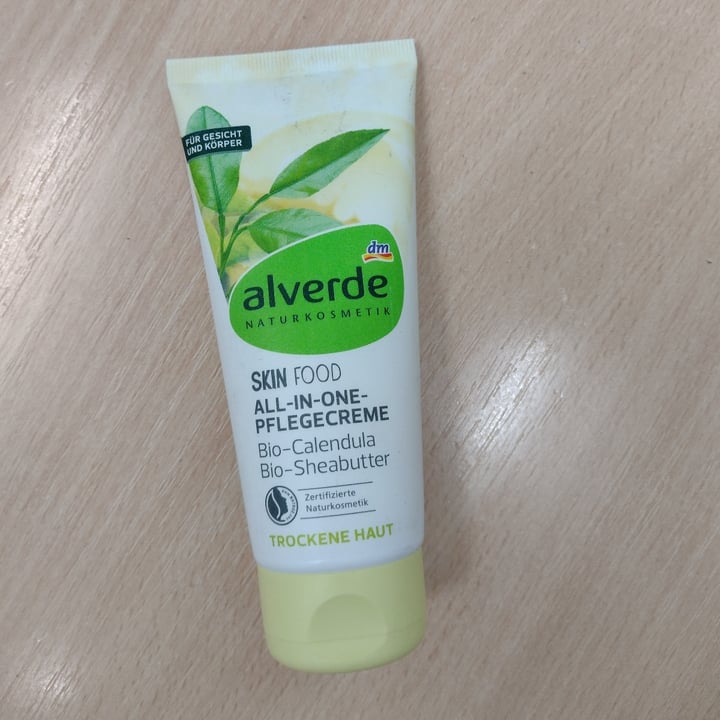 FÜR GESICHT
UND KÖRPER
dm
alverde
NATURKOSMETIK
SKIN FOOD
ALL-IN-ONE-
PFLEGECREME
Bio-Calendula
Bio-Sheabutter
Zertifizierte
Naturkosmetik
TROCKENE HAUT